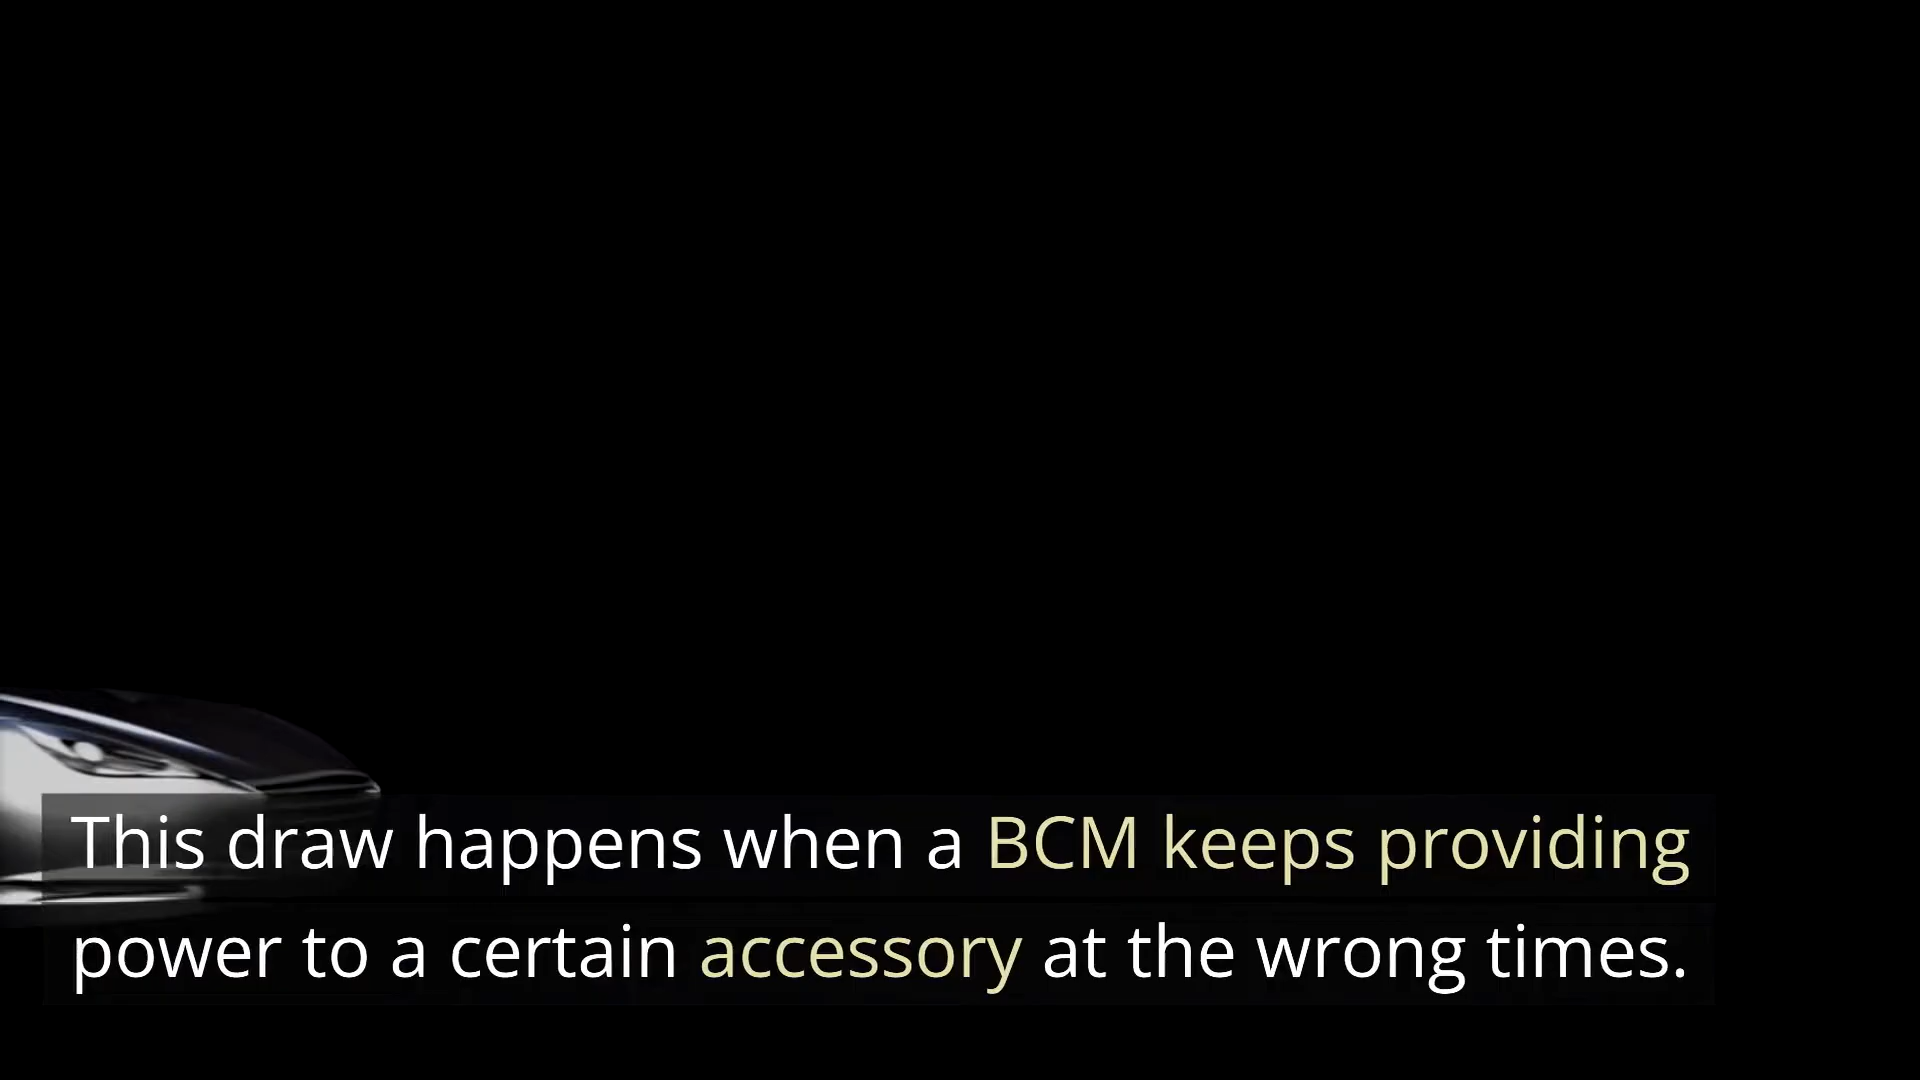 This draw happens when a BCM keeps providing
power to a certain accessory at the wrong times.